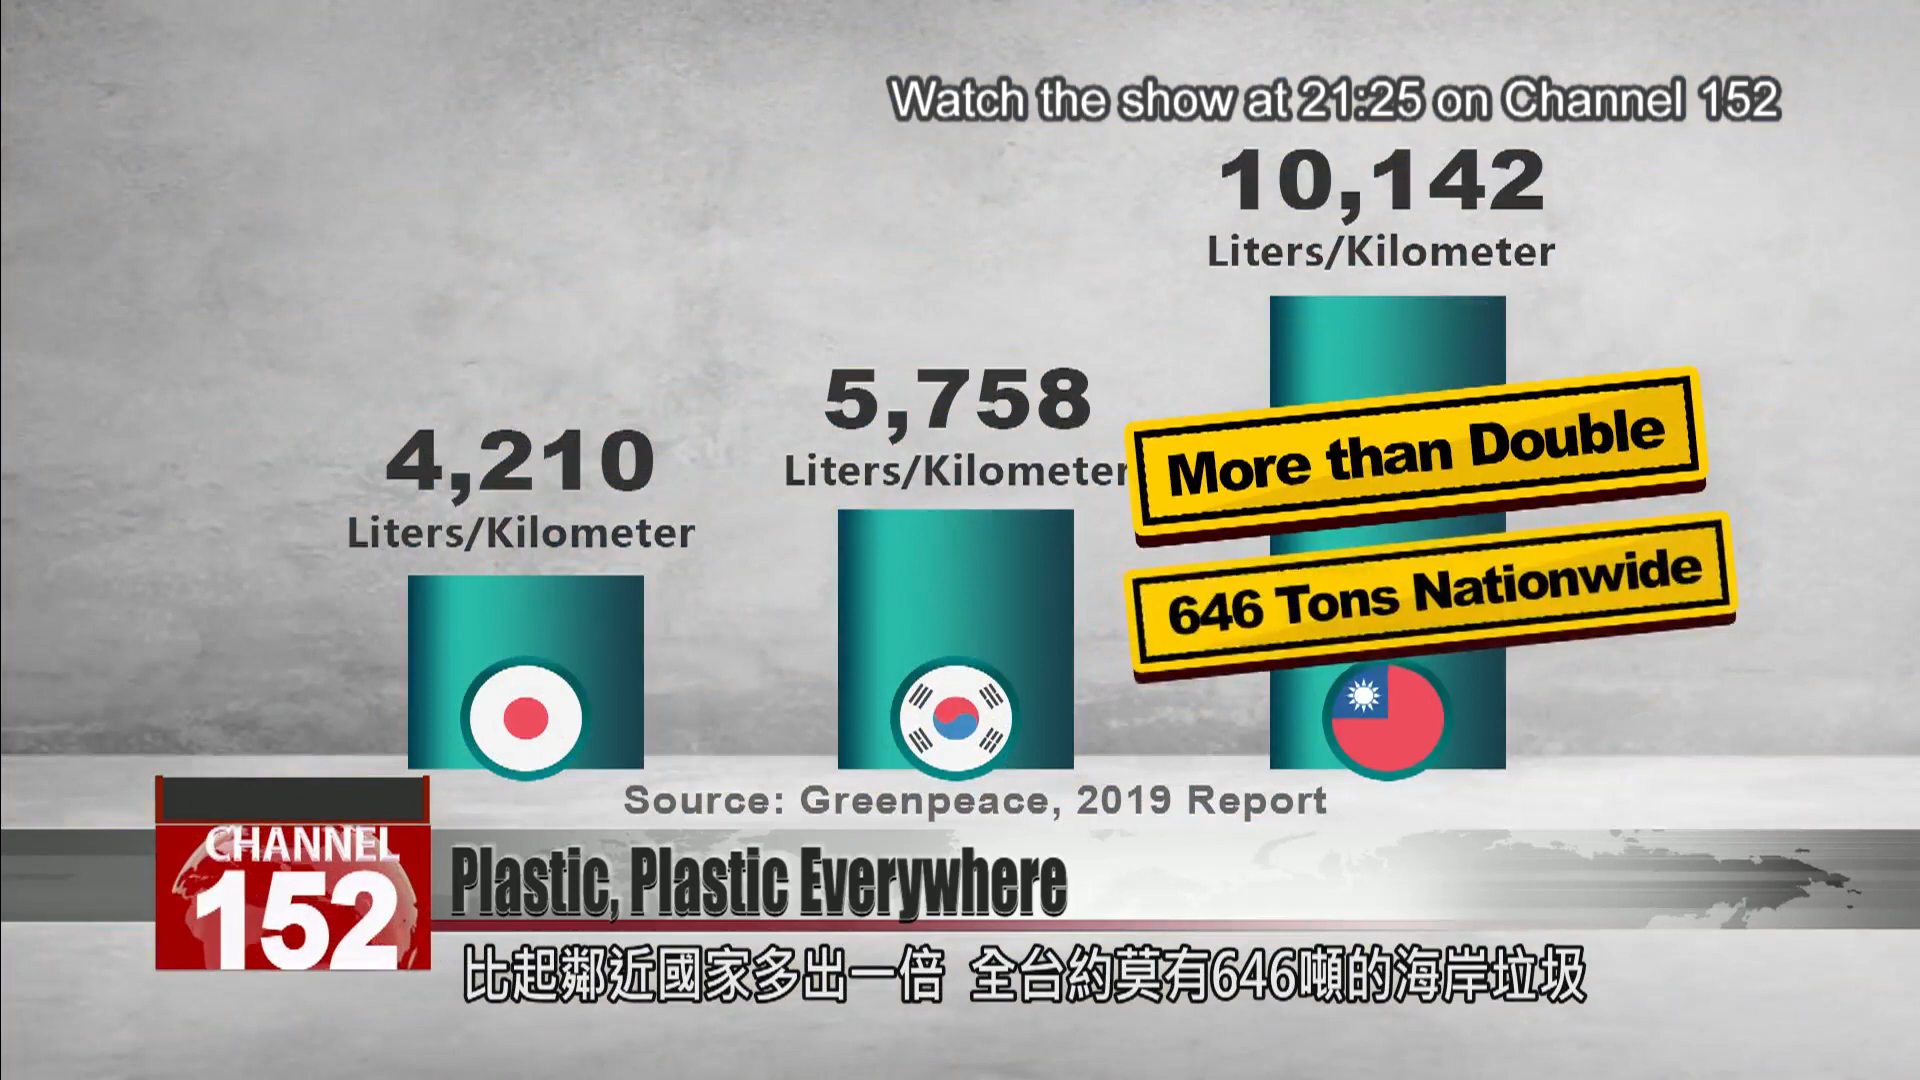 Watch the show at 21:25 on Channel 152
10,142
Liters/Kilometer
5,758
Liters/Kilometer
4,210
Liters/Kilometer
More than Double
646 Tons Nationwide
Source: Greenpeace, 2019 Report
CHANNEL
152
Plastic, Plastic Everywhere
比起鄰近國家多出一倍 全台約莫有646噸的海岸垃圾